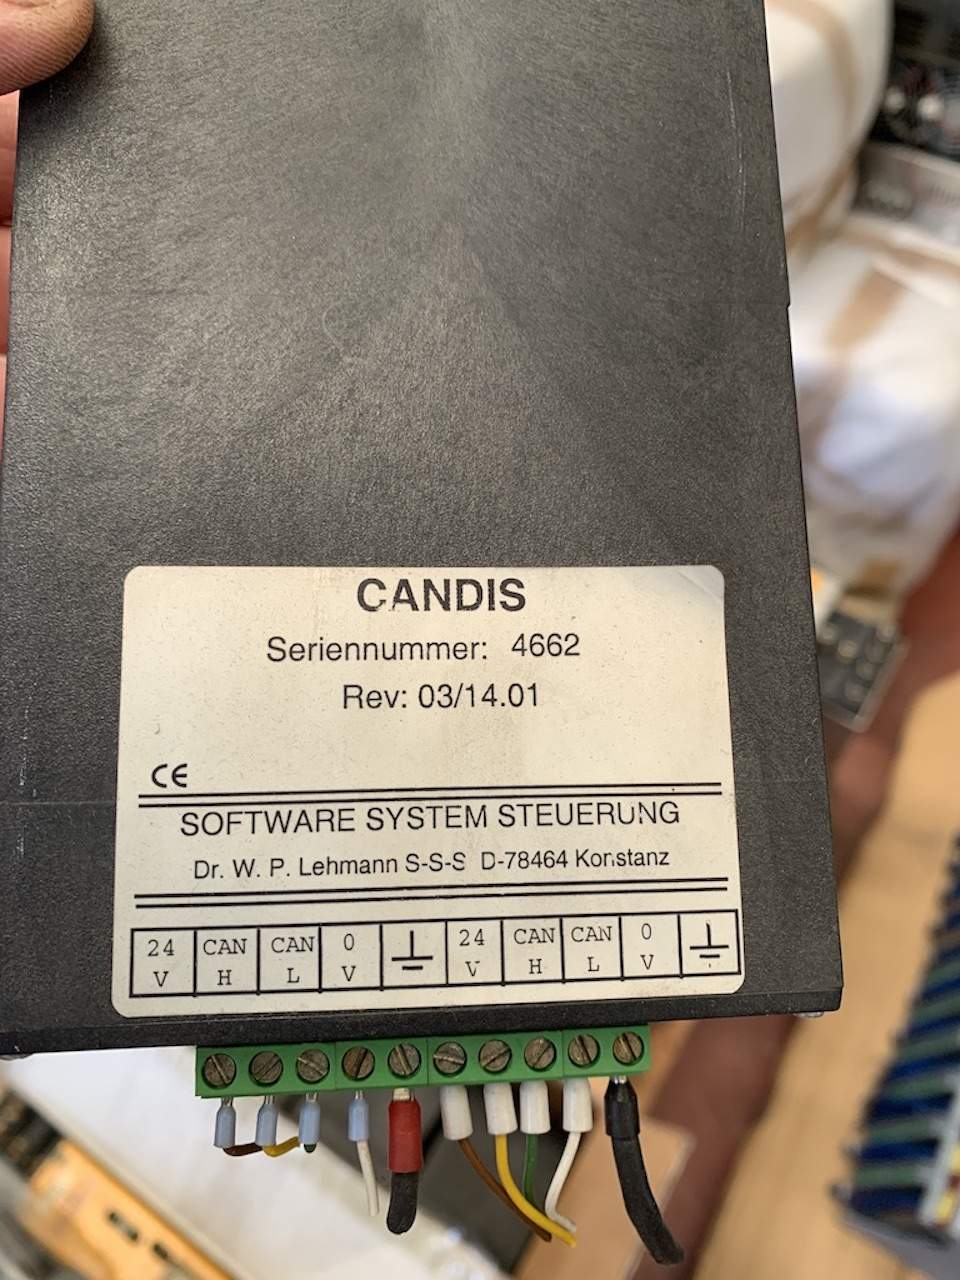 CANDIS
Seriennummer: 4662
Rev: 03/14.01
CE
SOFTWARE SYSTEM STEUERUNG
Dr. W. P. Lehmann S-S-S D-78464 Konstanz
24 CAN CAN 0 24 CAN CAN 0
V H L V V H L V